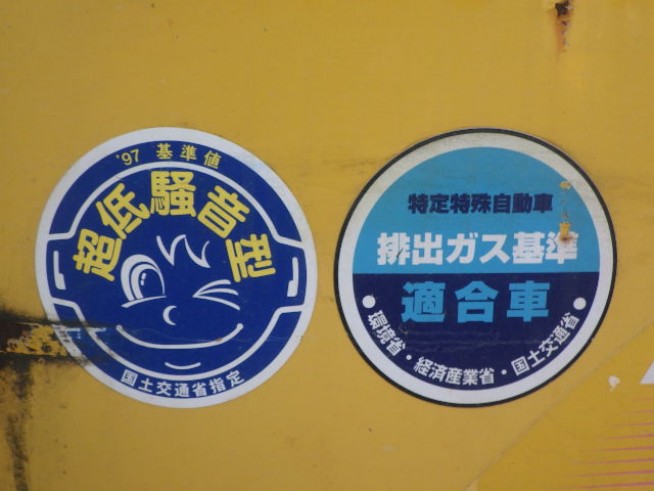 '97 基準値
超低騒音型
国土交通省指定
特定特殊自動車
排出ガス基準
適合車
●環境省・経済産業省・国土交通省●